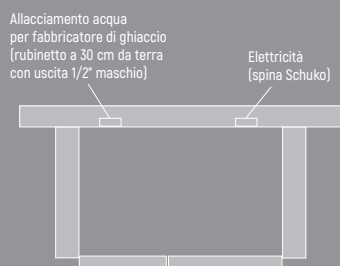 Allacciamento acqua
per fabbricatore di ghiaccio
(rubinetto a 30 cm da terra
con uscita 1/2" maschio)
Elettricità
(spina Schuko)